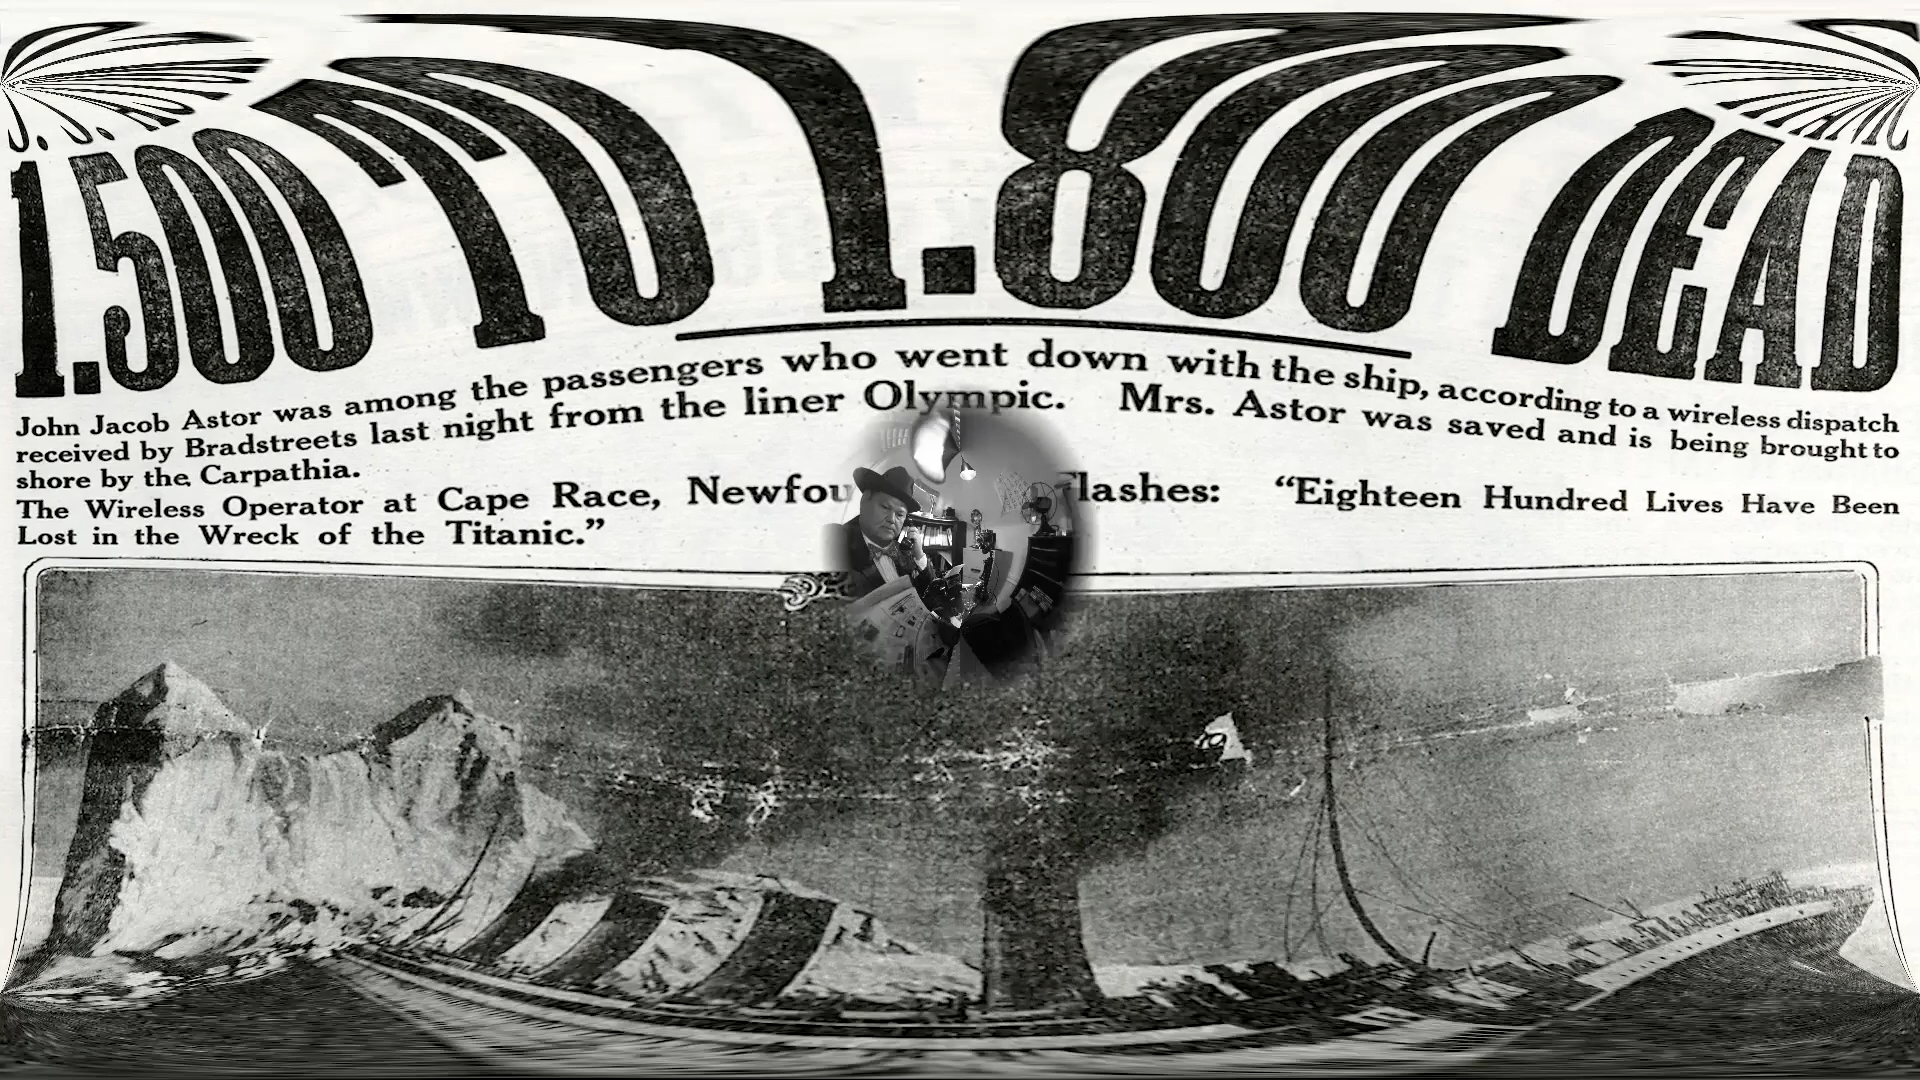 1.500 TO 1.800 DEAD
John Jacob Astor was among the passengers who went down with the ship, according to a wireless dispatch
received by Bradstreets last night from the liner Olympic. Mrs. Astor was saved and is being brought to
shore by the Carpathia.
The Wireless Operator at Cape Race, lashes: "Eighteen Hundred Lives Have Been
Lost in the Wreck of the Titanic."